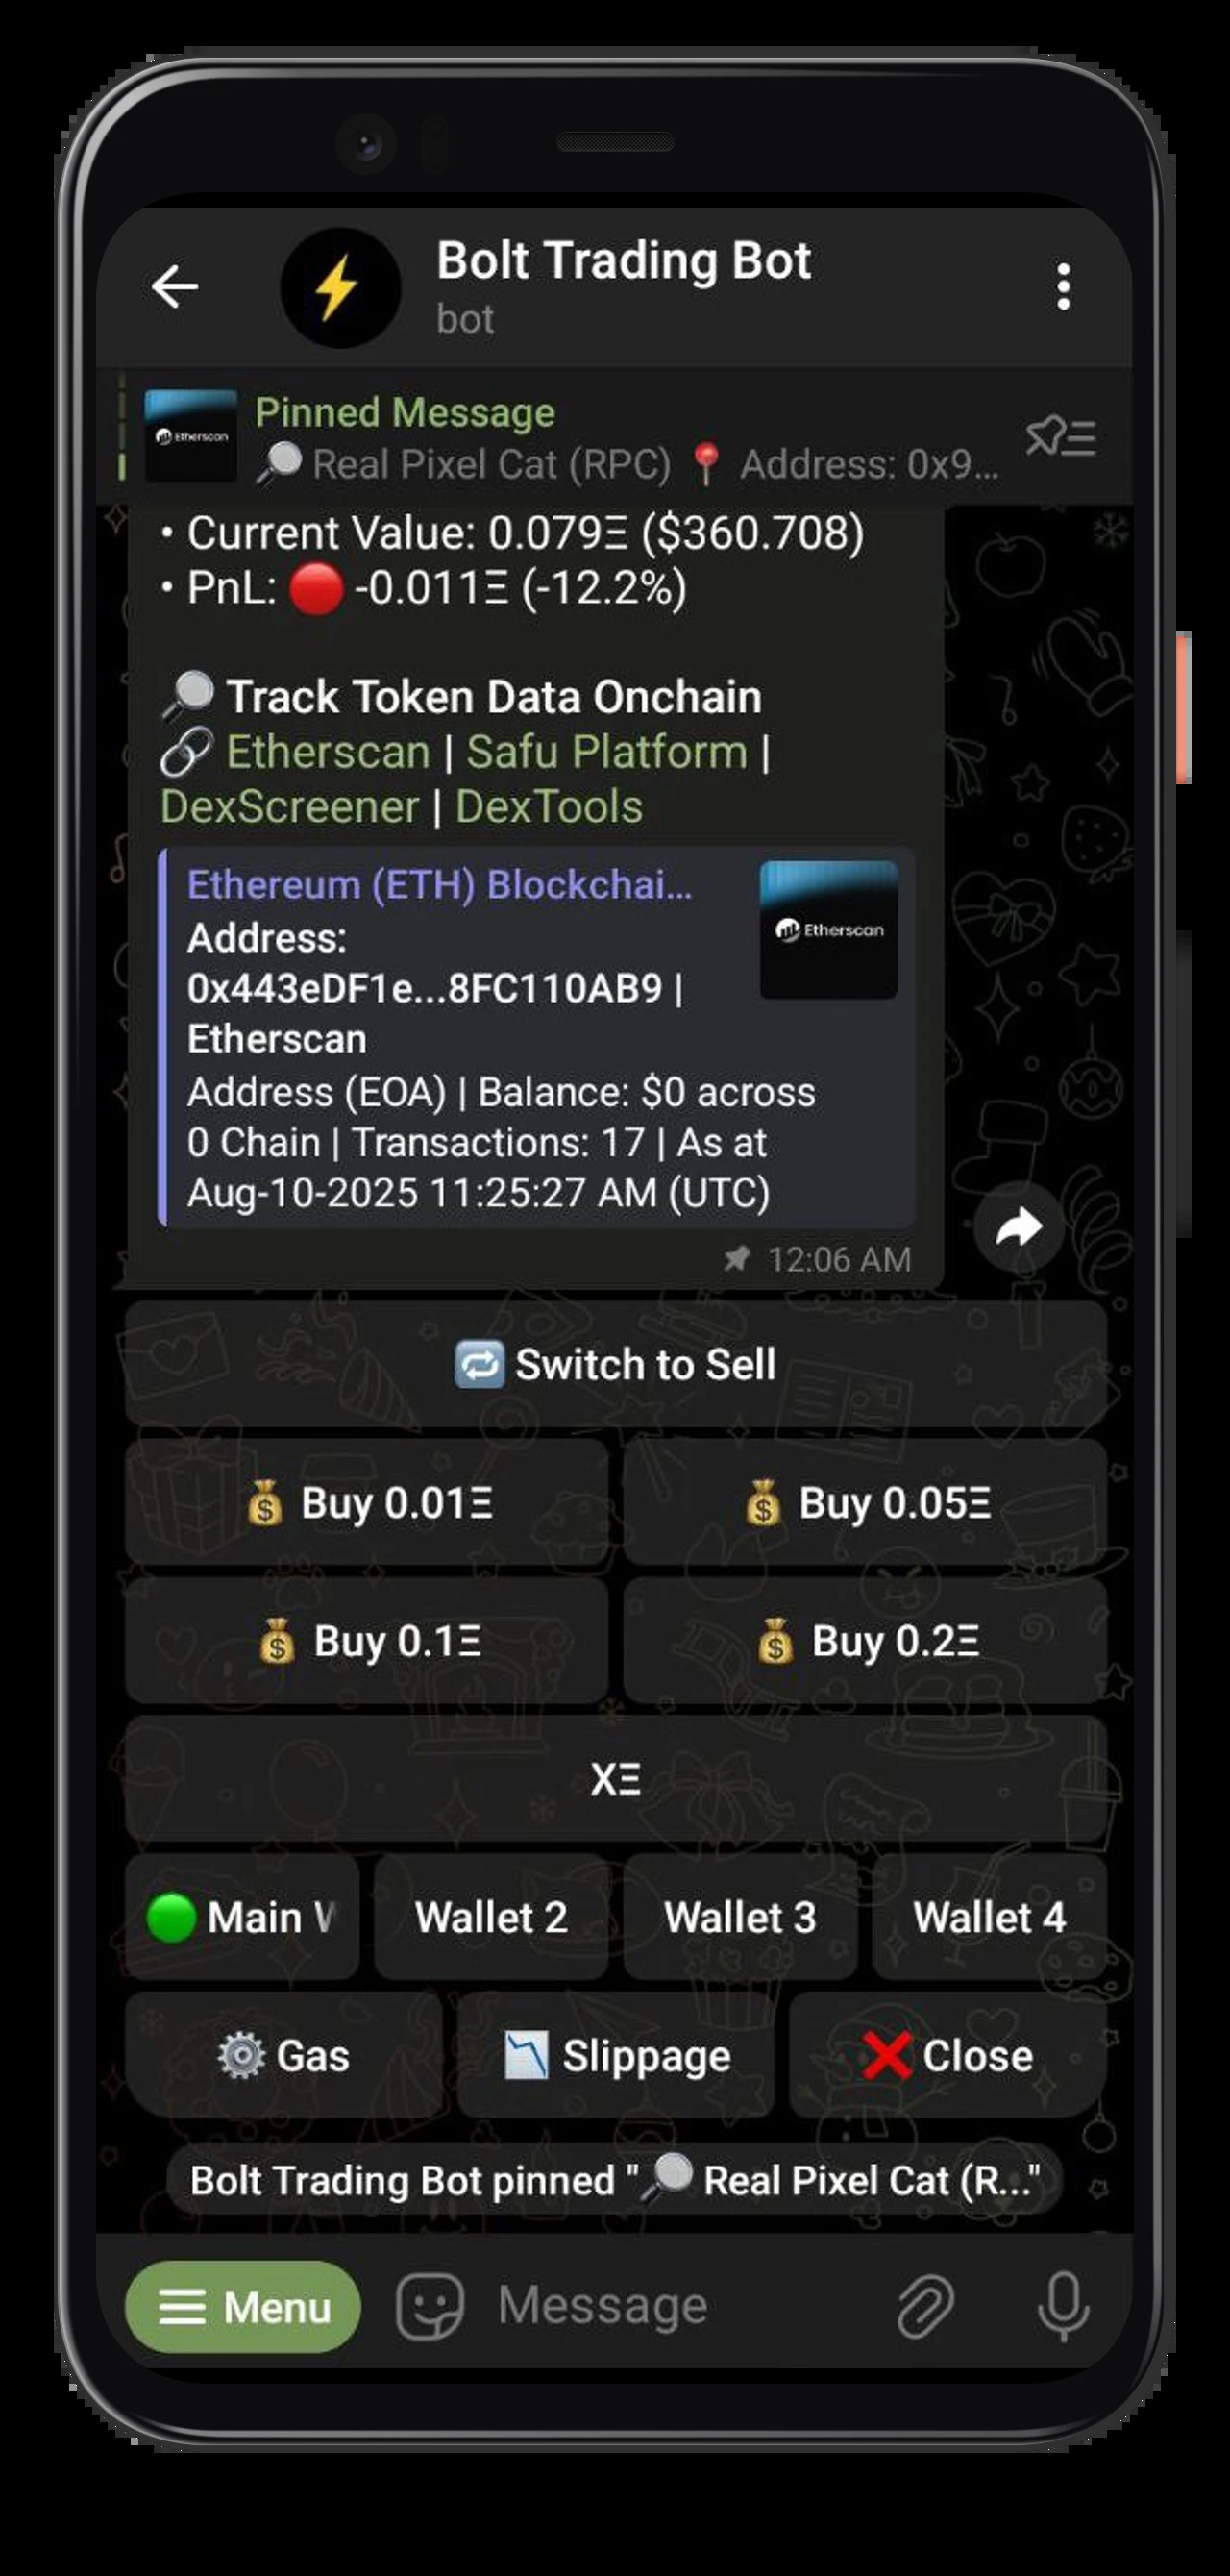 Bolt Trading Bot
bot
Pinned Message
Etherscan
🔎 Real Pixel Cat (RPC) 📍 Address: 0x9...
• Current Value: 0.079Ξ ($360.708)
• PnL: 🔴 -0.011Ξ (-12.2%)
🔎 Track Token Data Onchain
🔗 Etherscan | Safu Platform |
DexScreener | DexTools
Ethereum (ETH) Blockchai...
Address:
0x443eDF1e...8FC110AB9 |
Etherscan
Etherscan
Address (EOA) | Balance: $0 across
0 Chain | Transactions: 17 | As at
Aug-10-2025 11:25:27 AM (UTC)
12:06 AM
🔁 Switch to Sell
💰 Buy 0.01Ξ
💰 Buy 0.05Ξ
💰 Buy 0.1Ξ
💰 Buy 0.2Ξ
XΞ
🟢 Main W
Wallet 2
Wallet 3
Wallet 4
⚙️ Gas
📉 Slippage
❌ Close
Bolt Trading Bot pinned "🔎 Real Pixel Cat (R..."
Menu
Message